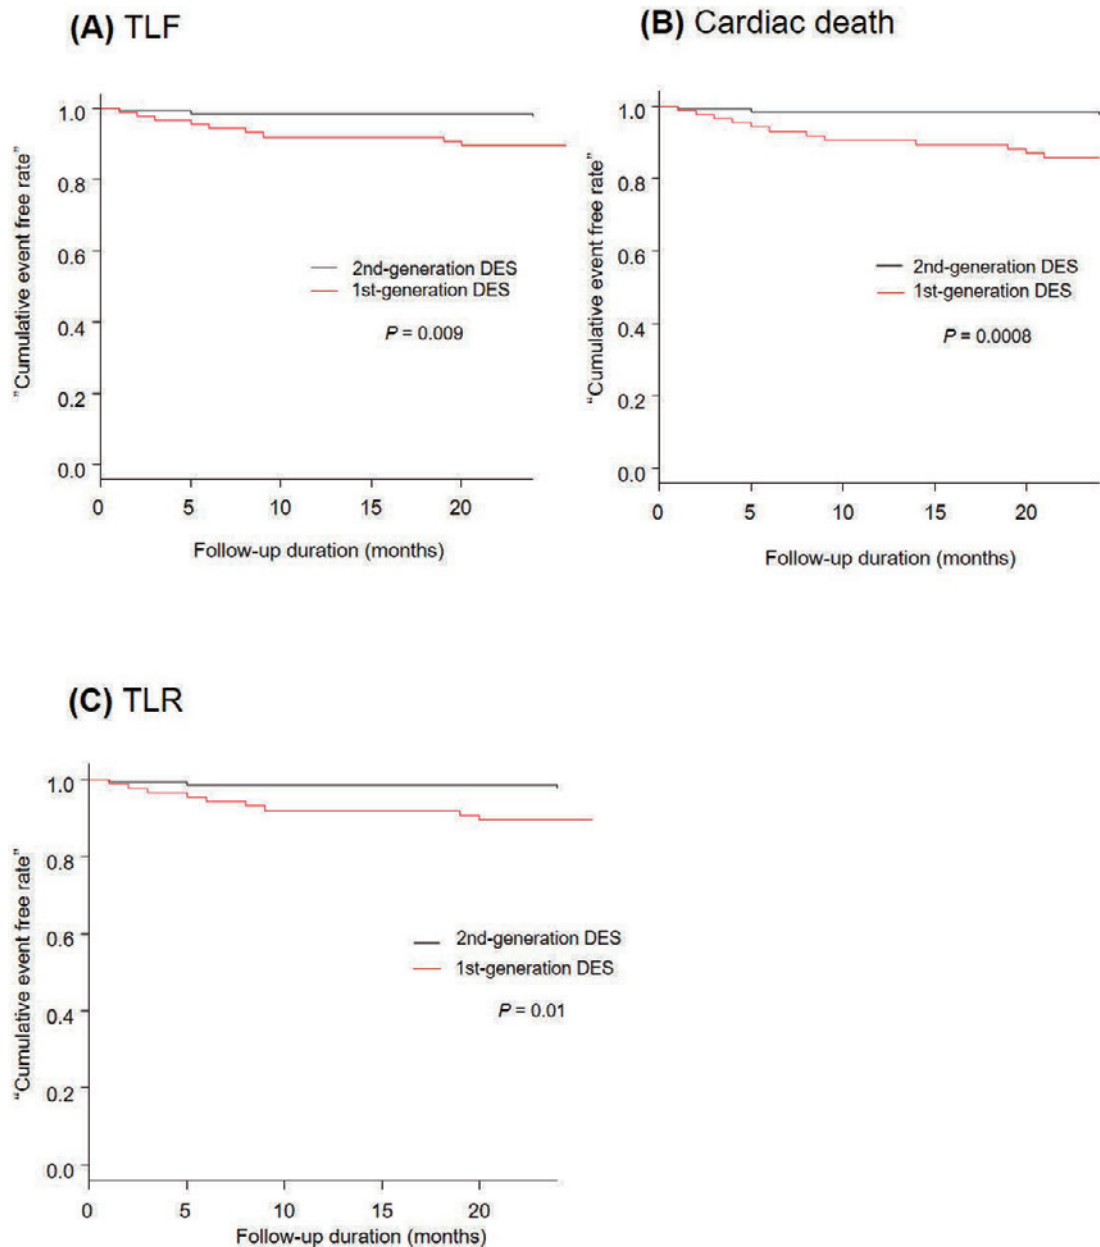 (A) TLF
"Cumulative event free rate"
1.0
0.8
0.6
0.4
0.2
0.0
2nd-generation DES
1st-generation DES
P = 0.009
0 5 10 15 20
Follow-up duration (months)
(B) Cardiac death
"Cumulative event free rate"
1.0
0.8
0.6
0.4
0.2
0.0
2nd-generation DES
1st-generation DES
P = 0.0008
0 5 10 15 20
Follow-up duration (months)
(C) TLR
"Cumulative event free rate"
1.0
0.8
0.6
0.4
0.2
0.0
2nd-generation DES
1st-generation DES
P = 0.01
0 5 10 15 20
Follow-up duration (months)